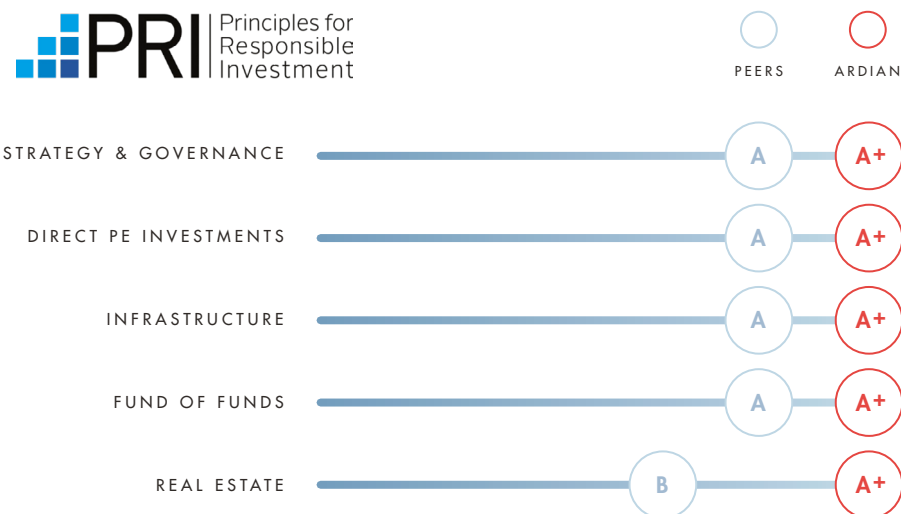 PRI
Principles for
Responsible
Investment
PEERS
ARDIAN
STRATEGY & GOVERNANCE
A
A+
DIRECT PE INVESTMENTS
A
A+
INFRASTRUCTURE
A
A+
FUND OF FUNDS
A
A+
REAL ESTATE
B
A+